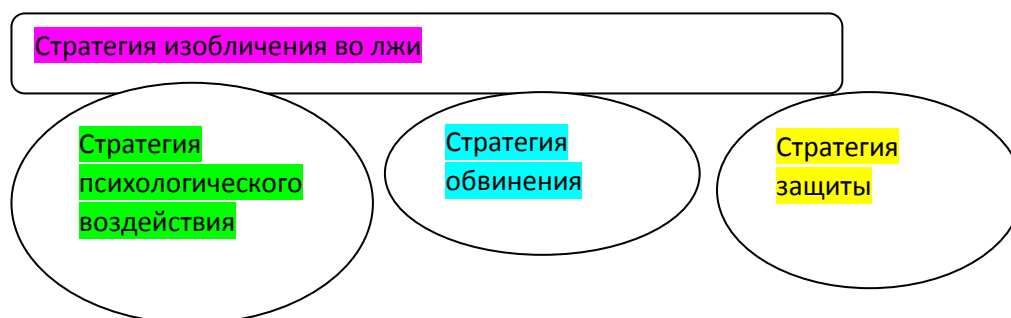 Стратегия изобличения во лжи
Стратегия
психологического
воздействия
Стратегия
обвинения
Стратегия
защиты